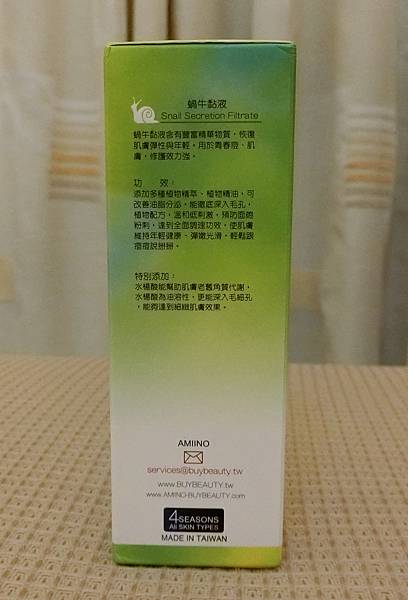 蝸牛黏液
Snail Secretion Filtrate
蝸牛黏液含有豐富精華物質，恢復
肌膚彈性與年輕，用於青春痘、肌
膚，修護效力強。
功 效：
添加多種植物精萃、植物精油，可
改善油脂分泌，能徹底深入毛孔，
植物配方，溫和低刺激，預防面皰
粉刺，達到全面調理功效，使肌膚
維持年輕健康、彈嫩光滑，輕鬆跟
痘痘說掰掰。
特別添加：
水楊酸能幫助肌膚老舊角質代謝，
水楊酸為油溶性，更能深入毛細孔
，能夠達到細緻肌膚效果。
AMIINO
services@buybeauty.tw
www.BUYBEAUTY.tw
www.AMIINO-BUYBEAUTY.com
4SEASONS
All SKIN TYPES
MADE IN TAIWAN